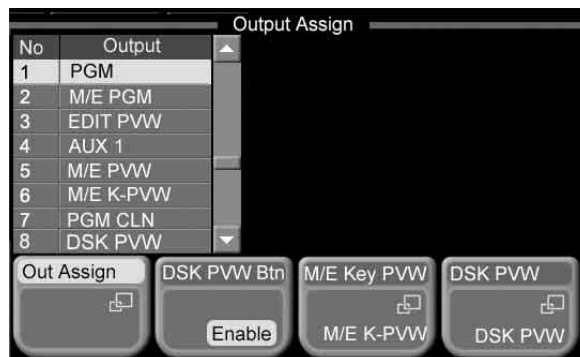 Output Assign
No Output
1 PGM
2 M/E PGM
3 EDIT PVW
4 AUX 1
5 M/E PVW
6 M/E K-PVW
7 PGM CLN
8 DSK PVW
Out Assign DSK PVW Btn M/E Key PVW DSK PVW
Enable M/E K-PVW DSK PVW